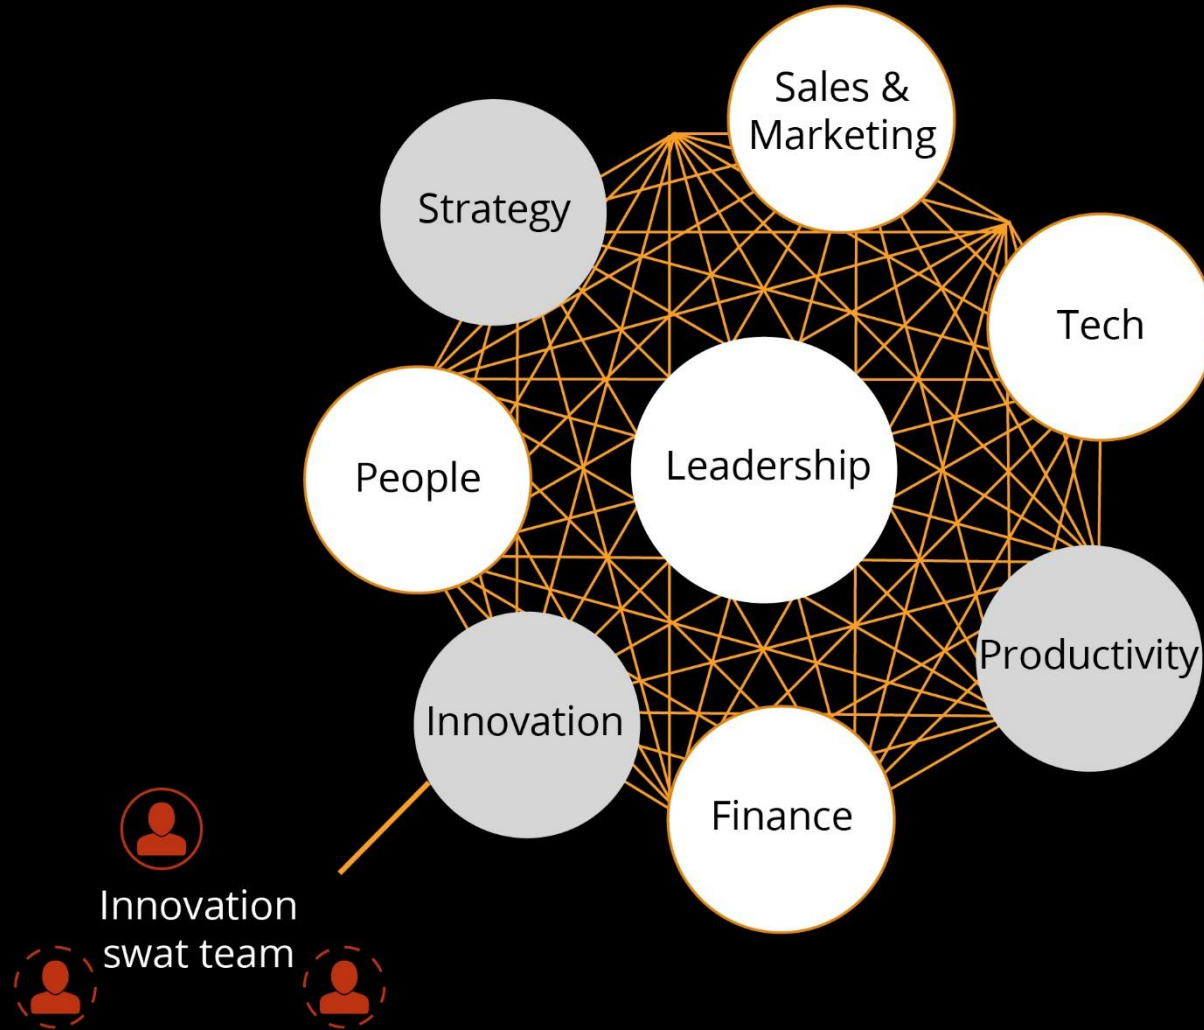 Sales &
Marketing
Strategy
Tech
Leadership
People
Productivity
Innovation
Finance
Innovation
swat team